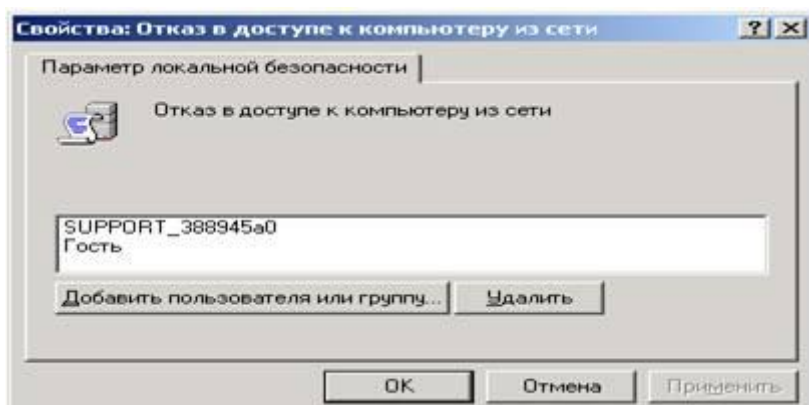 Свойства: Отказ в доступе к компьютеру из сети
Параметр локальной безопасности
Отказ в доступе к компьютеру из сети
SUPPORT_388945a0
Гость
Добавить пользователя или группу... Удалить
ОК Отмена Применить